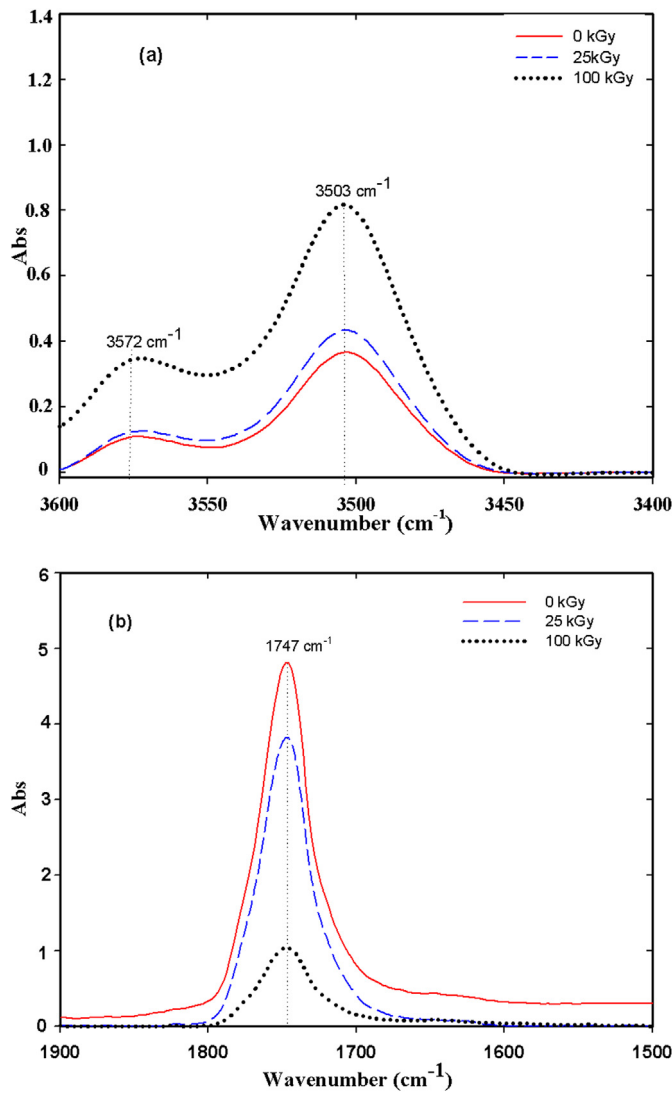 1.4
(a)
0 kGy
25kGy
100 kGy
1.2
1.0
3503 cm-1
0.8
Abs
0.6
3572 cm-1
0.4
0.2
0
3600 3550 3500 3450 3400
Wavenumber (cm-1)
6
(b)
0 kGy
25 kGy
100 kGy
1747 cm-1
5
4
Abs
3
2
1
0
1900 1800 1700 1600 1500
Wavenumber (cm-1)